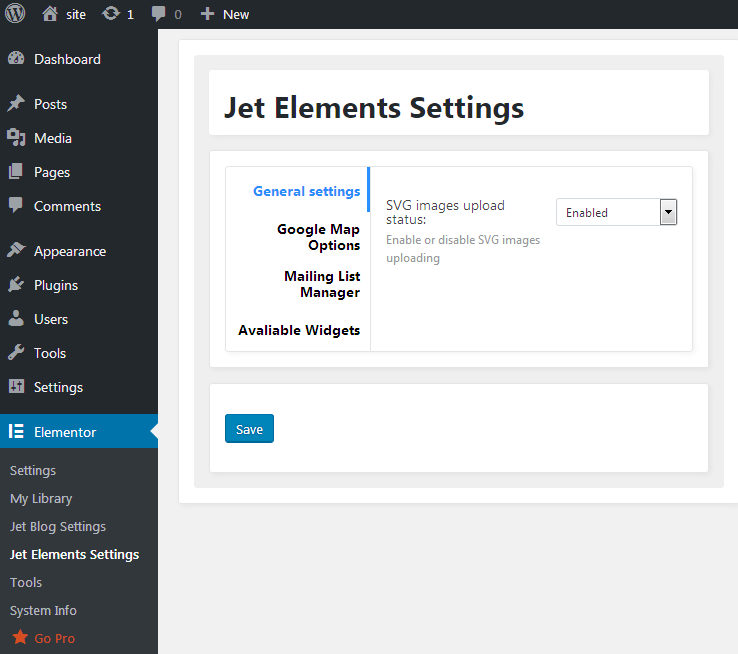 site 1 0 New
Dashboard
Posts
Media
Pages
Comments
Appearance
Plugins
Users
Tools
Settings
Elementor
Settings
My Library
Jet Blog Settings
Jet Elements Settings
Tools
System Info
Go Pro
Jet Elements Settings
General settings
Google Map
Options
Mailing List
Manager
Avaliable Widgets
SVG images upload
status:
Enable or disable SVG images
uploading
Enabled
Save